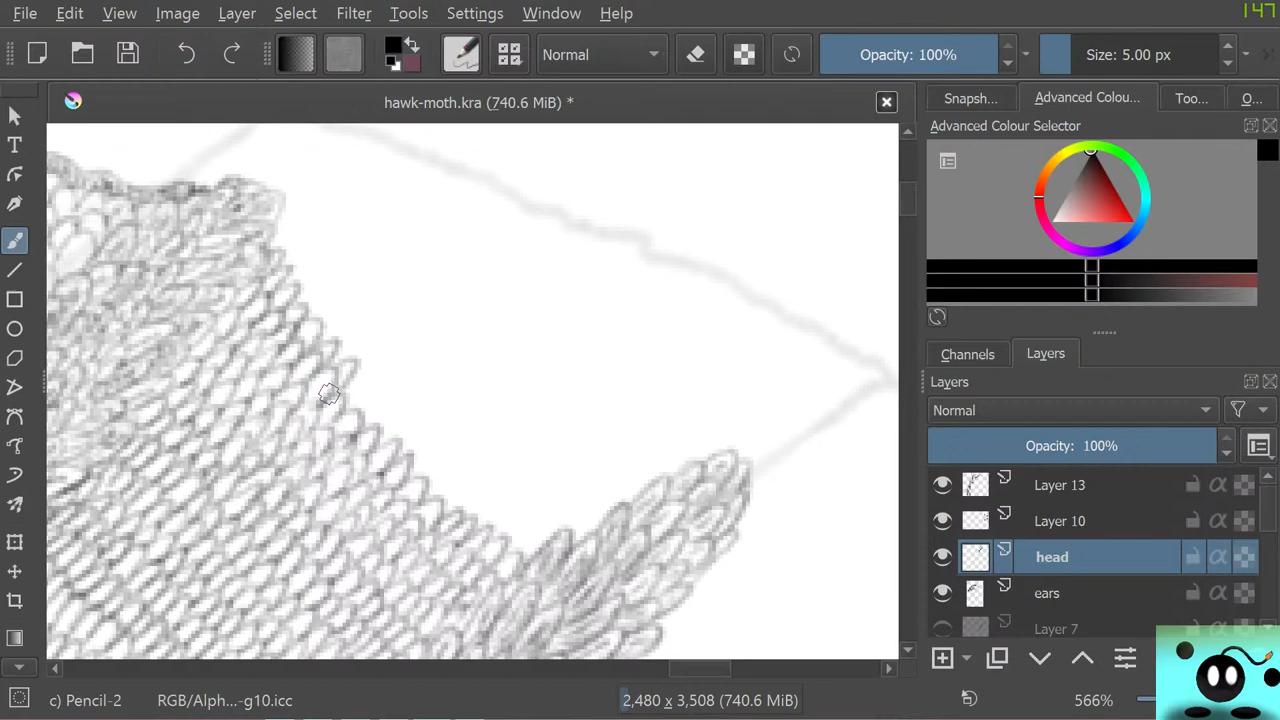 File Edit View Image Layer Select Filter Tools Settings Window Help
147
Normal Opacity: 100% Size: 5.00 px
hawk-moth.kra (740.6 MiB) *
Snapsh... Advanced Colou... Too... O...
Advanced Colour Selector
Channels Layers
Layers
Normal
Opacity: 100%
Layer 13
Layer 10
head
ears
Layer 7
c) Pencil-2 RGB/Alph...-g10.icc 2,480 x 3,508 (740.6 MiB) 566%